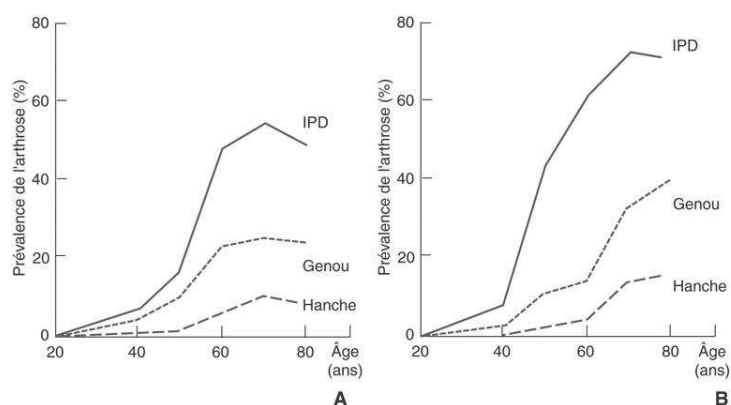 Prévalence de l'arthrose (%)
80
60
40
20
0
20
40
60
80
Âge
(ans)
IPD
Genou
Hanche
A
Prévalence de l'arthrose (%)
80
60
40
20
0
20
40
60
80
Âge
(ans)
IPD
Genou
Hanche
B